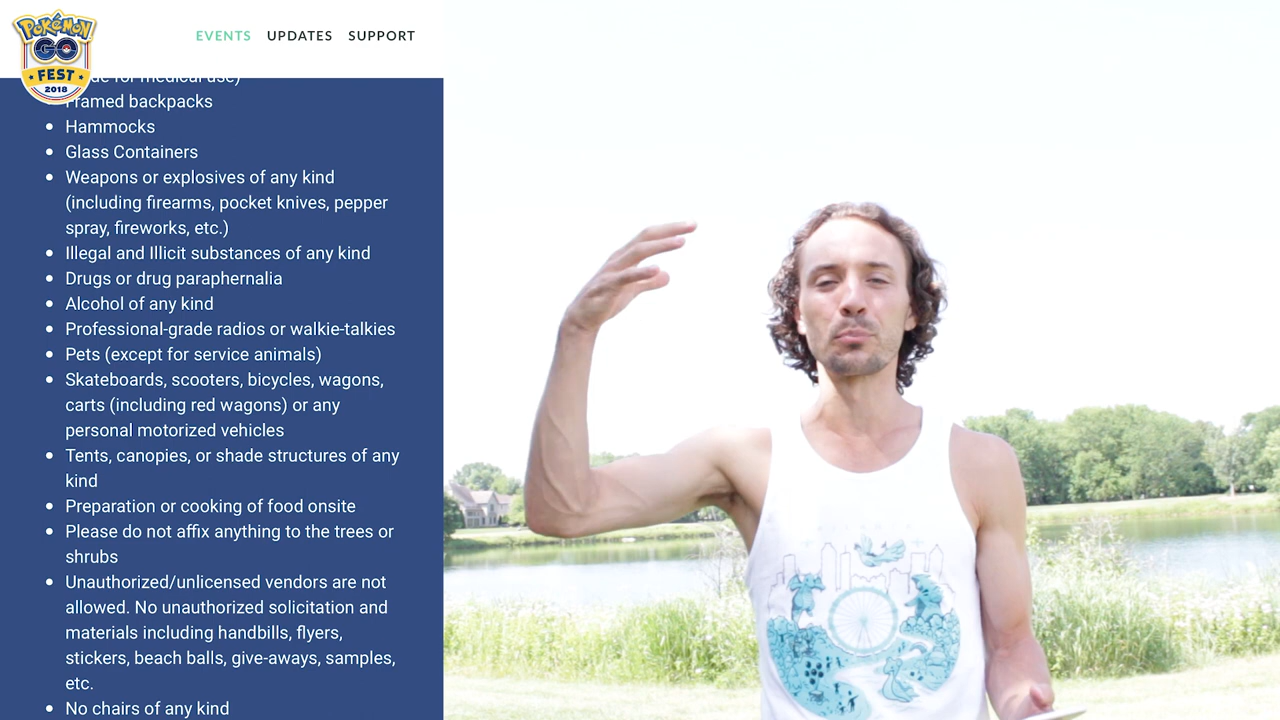 POKÉMON
GO
FEST
2018
EVENTS UPDATES SUPPORT
for medical use)
Framed backpacks
Hammocks
Glass Containers
Weapons or explosives of any kind
(including firearms, pocket knives, pepper
spray, fireworks, etc.)
Illegal and Illicit substances of any kind
Drugs or drug paraphernalia
Alcohol of any kind
Professional-grade radios or walkie-talkies
Pets (except for service animals)
Skateboards, scooters, bicycles, wagons,
carts (including red wagons) or any
personal motorized vehicles
Tents, canopies, or shade structures of any
kind
Preparation or cooking of food onsite
Please do not affix anything to the trees or
shrubs
Unauthorized/unlicensed vendors are not
allowed. No unauthorized solicitation and
materials including handbills, flyers,
stickers, beach balls, give-aways, samples,
etc.
No chairs of any kind